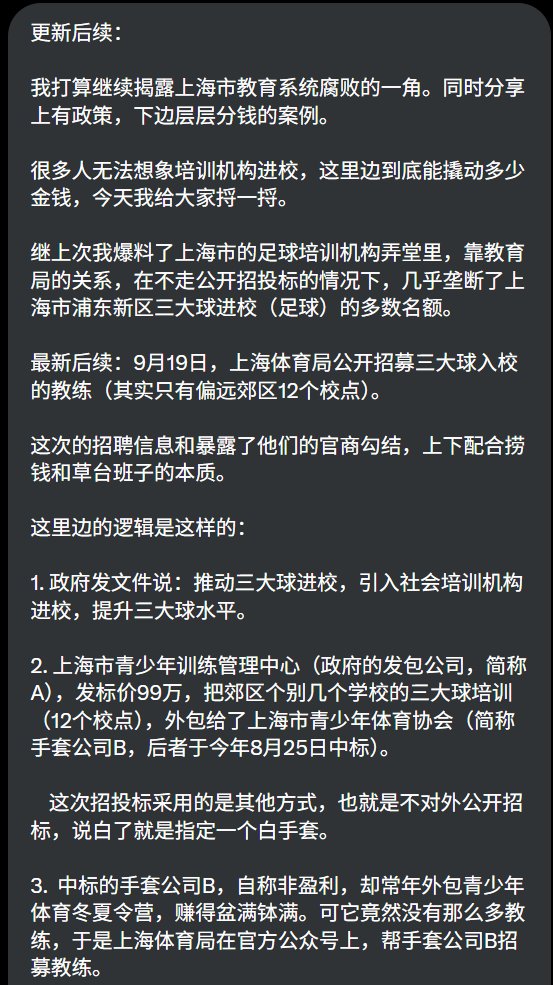 更新后续：
我打算继续揭露上海市教育系统腐败的一角。同时分享
上有政策，下边层层分钱的案例。
很多人无法想象培训机构进校，这里边到底能撬动多少
金钱，今天我给大家捋一捋。
继上次我爆料了上海市的足球培训机构弄堂里，靠教育
局的关系，在不走公开招投标的情况下，几乎垄断了上
海市浦东新区三大球进校（足球）的多数名额。
最新后续：9月19日，上海体育局公开招募三大球入校
的教练（其实只有偏远郊区12个校点）。
这次的招聘信息和暴露了他们的官商勾结，上下配合捞
钱和草台班子的本质。
这里边的逻辑是这样的：
1. 政府发文件说：推动三大球进校，引入社会培训机构
进校，提升三大球水平。
2. 上海市青少年训练管理中心（政府的发包公司，简称
A），发标价99万，把郊区个别几个学校的三大球培训
（12个校点），外包给了上海市青少年体育协会（简称
手套公司B，后者于今年8月25日中标）。
这次招投标采用的是其他方式，也就是不对外公开招
标，说白了就是指定一个白手套。
3. 中标的手套公司B，自称非盈利，却常年外包青少年
体育冬夏令营，赚得盆满钵满。可它竟然没有那么多教
练，于是上海体育局在官方公众号上，帮手套公司B招
募教练。